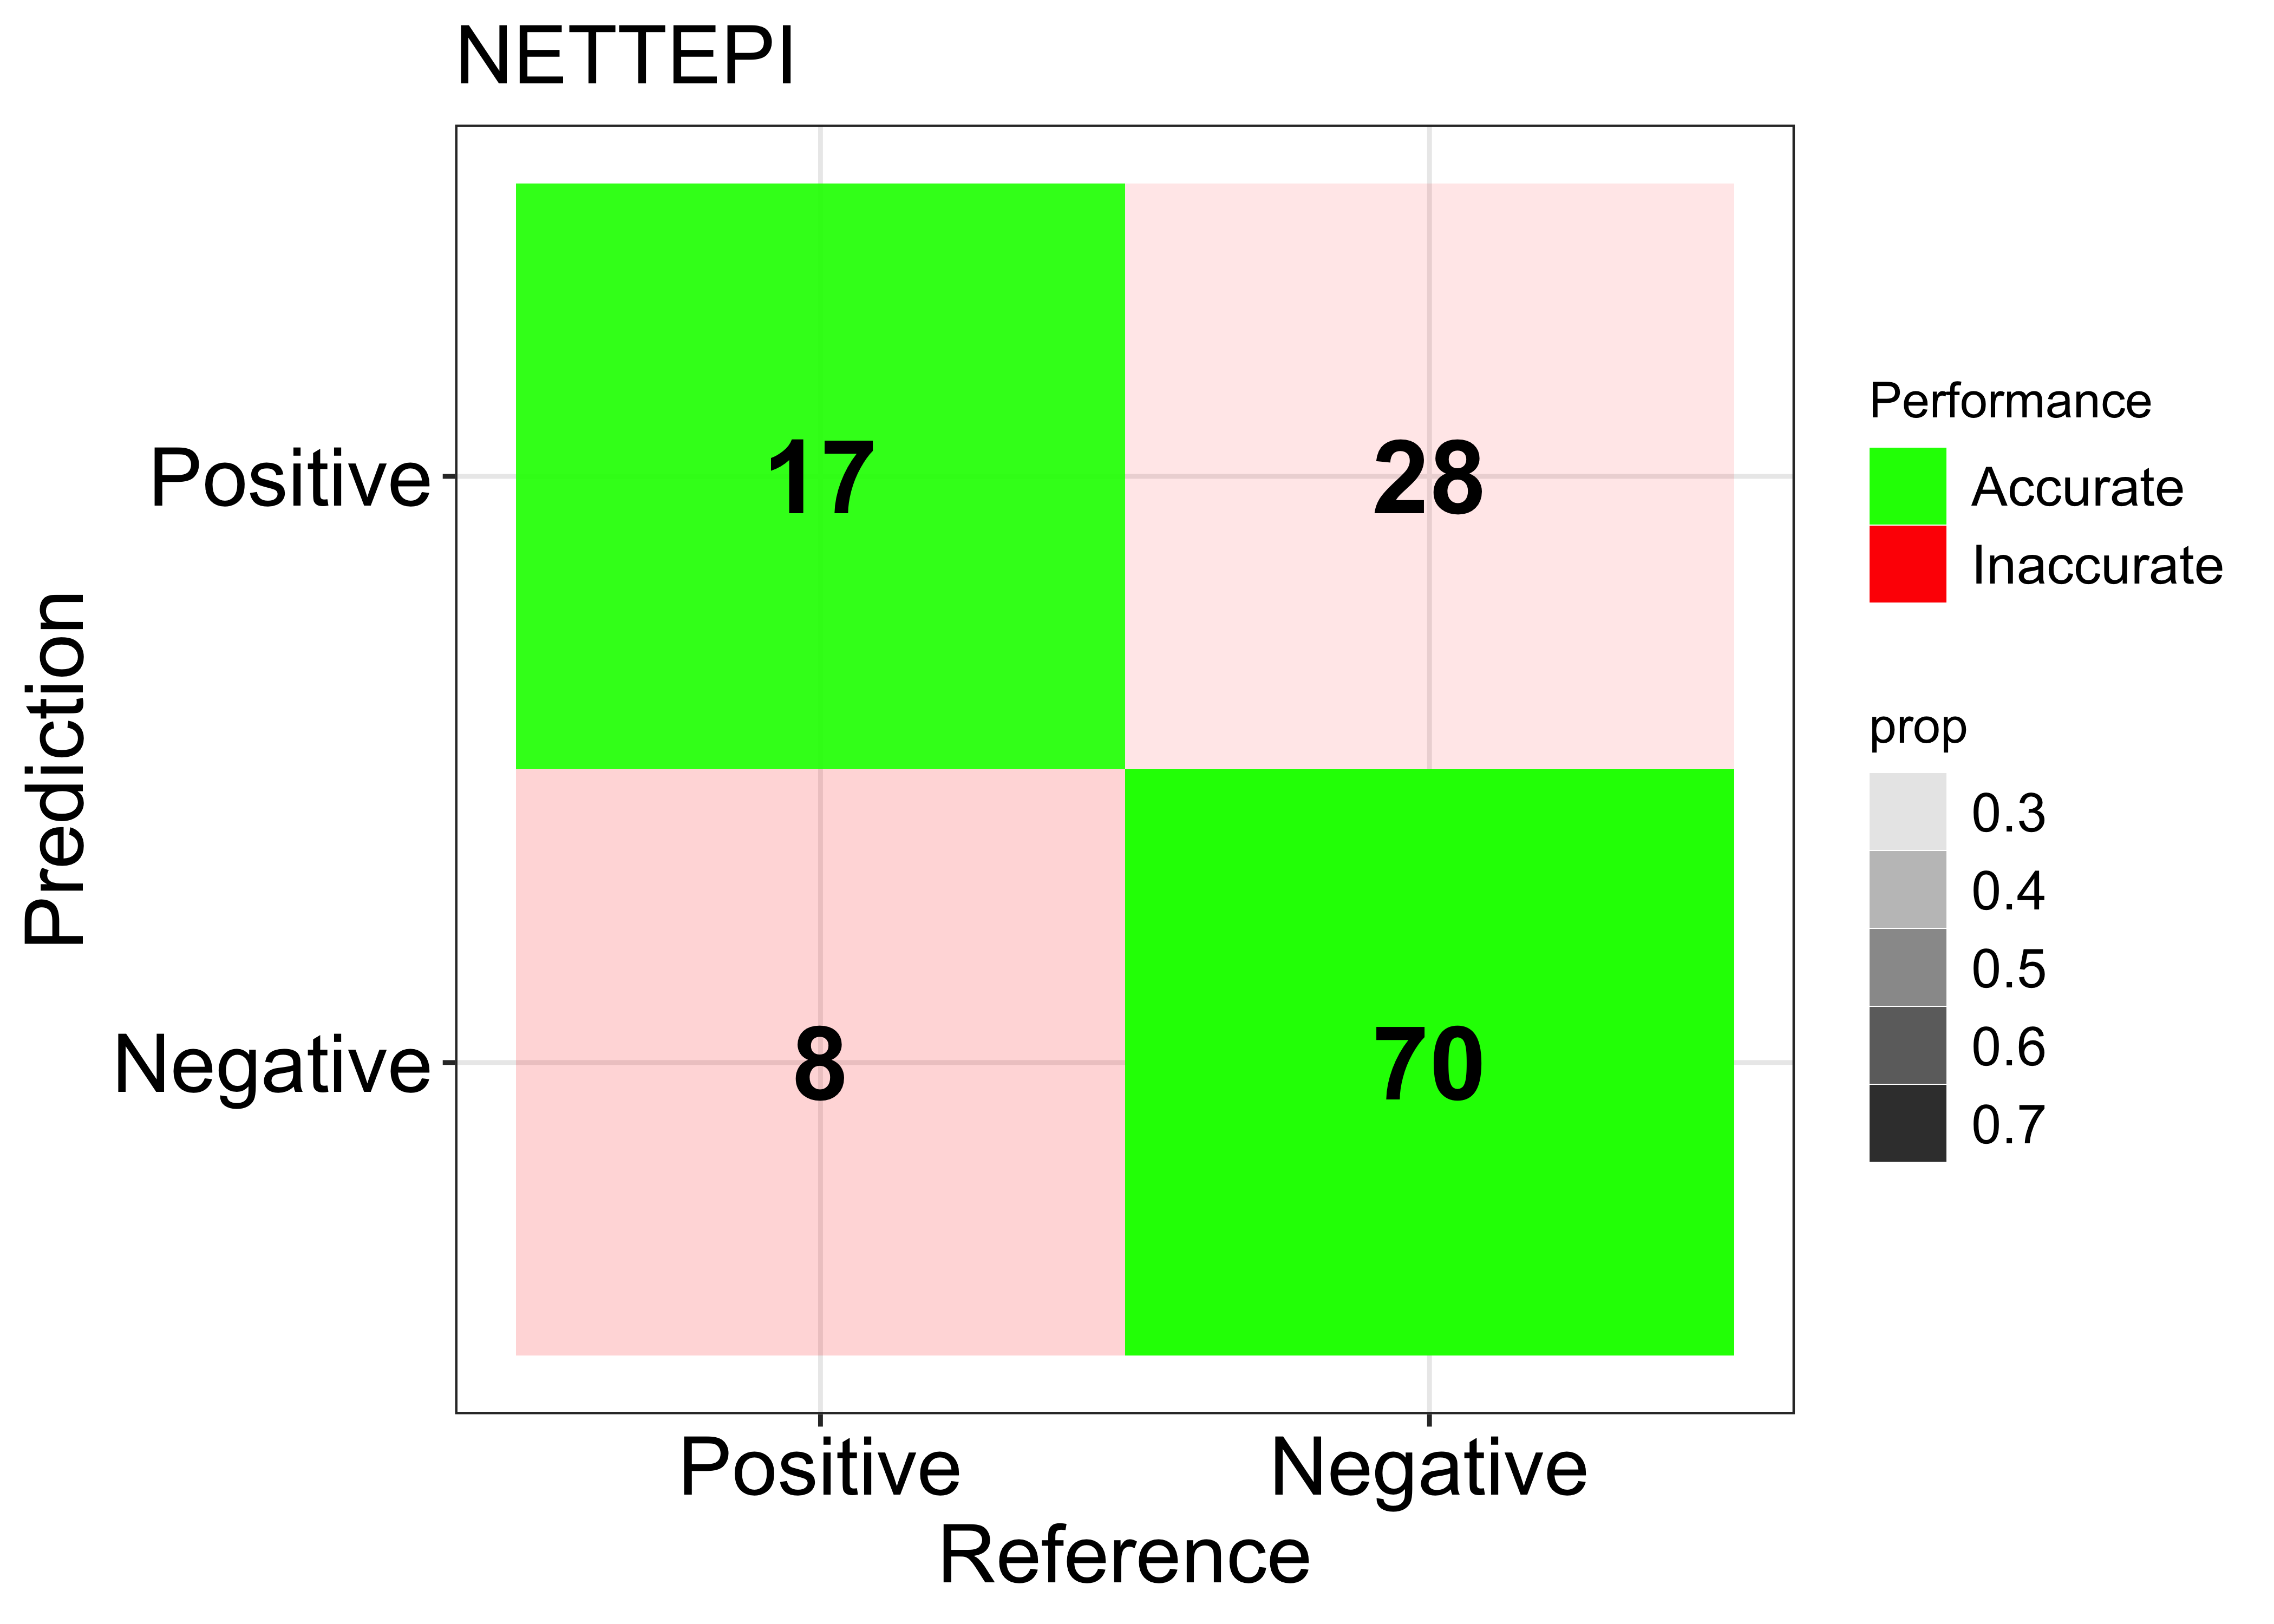 NETTEPI
Prediction
Positive
17
28
Negative
8
70
Positive
Negative
Reference
Performance
Accurate
Inaccurate
prop
0.3
0.4
0.5
0.6
0.7